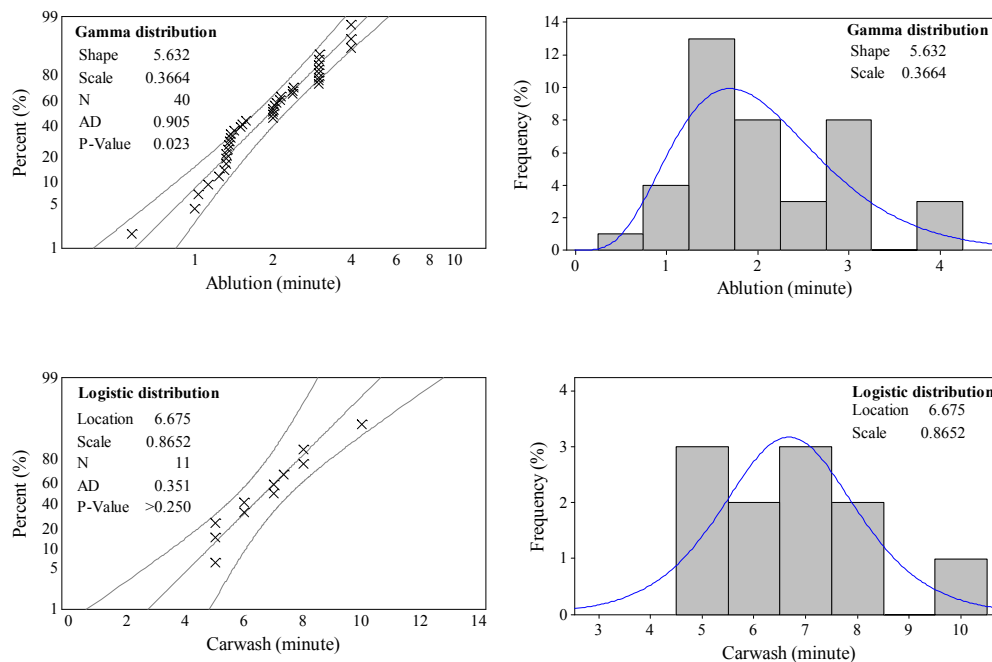 99
80
60
40
20
10
5
1
Percent (%)
Gamma distribution
Shape 5.632
Scale 0.3664
N 40
AD 0.905
P-Value 0.023
1 2 4 6 8 10
Ablution (minute)
14
12
10
8
6
4
2
0
Frequency (%)
Gamma distribution
Shape 5.632
Scale 0.3664
0 1 2 3 4
Ablution (minute)
99
80
60
40
20
10
5
1
Percent (%)
Logistic distribution
Location 6.675
Scale 0.8652
N 11
AD 0.351
P-Value >0.250
0 2 4 6 8 10 12 14
Carwash (minute)
4
3
2
1
0
Frequency (%)
Logistic distribution
Location 6.675
Scale 0.8652
3 4 5 6 7 8 9 10
Carwash (minute)